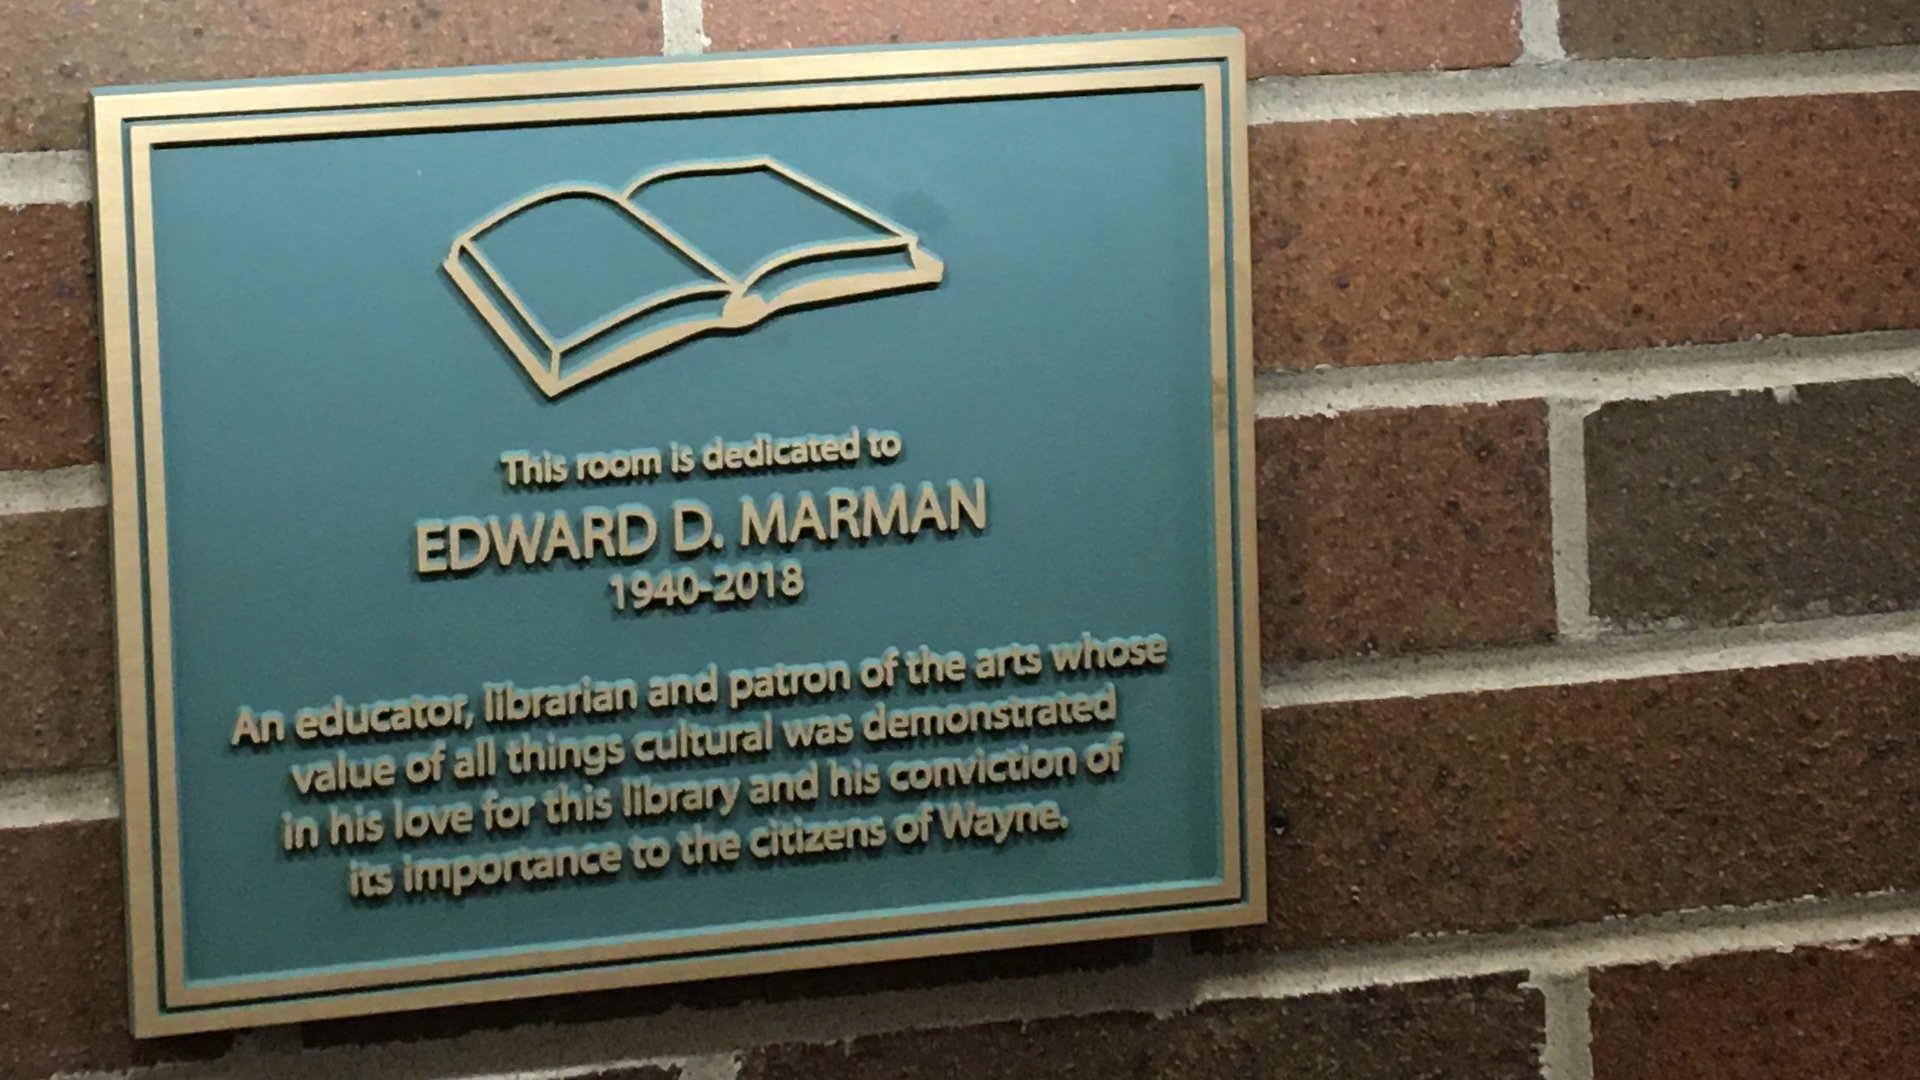 This room is dedicated to
EDWARD D. MARMAN
1940-2018
An educator, librarian and patron of the arts whose
value of all things cultural was demonstrated
in his love for this library and his conviction of
its importance to the citizens of Wayne.